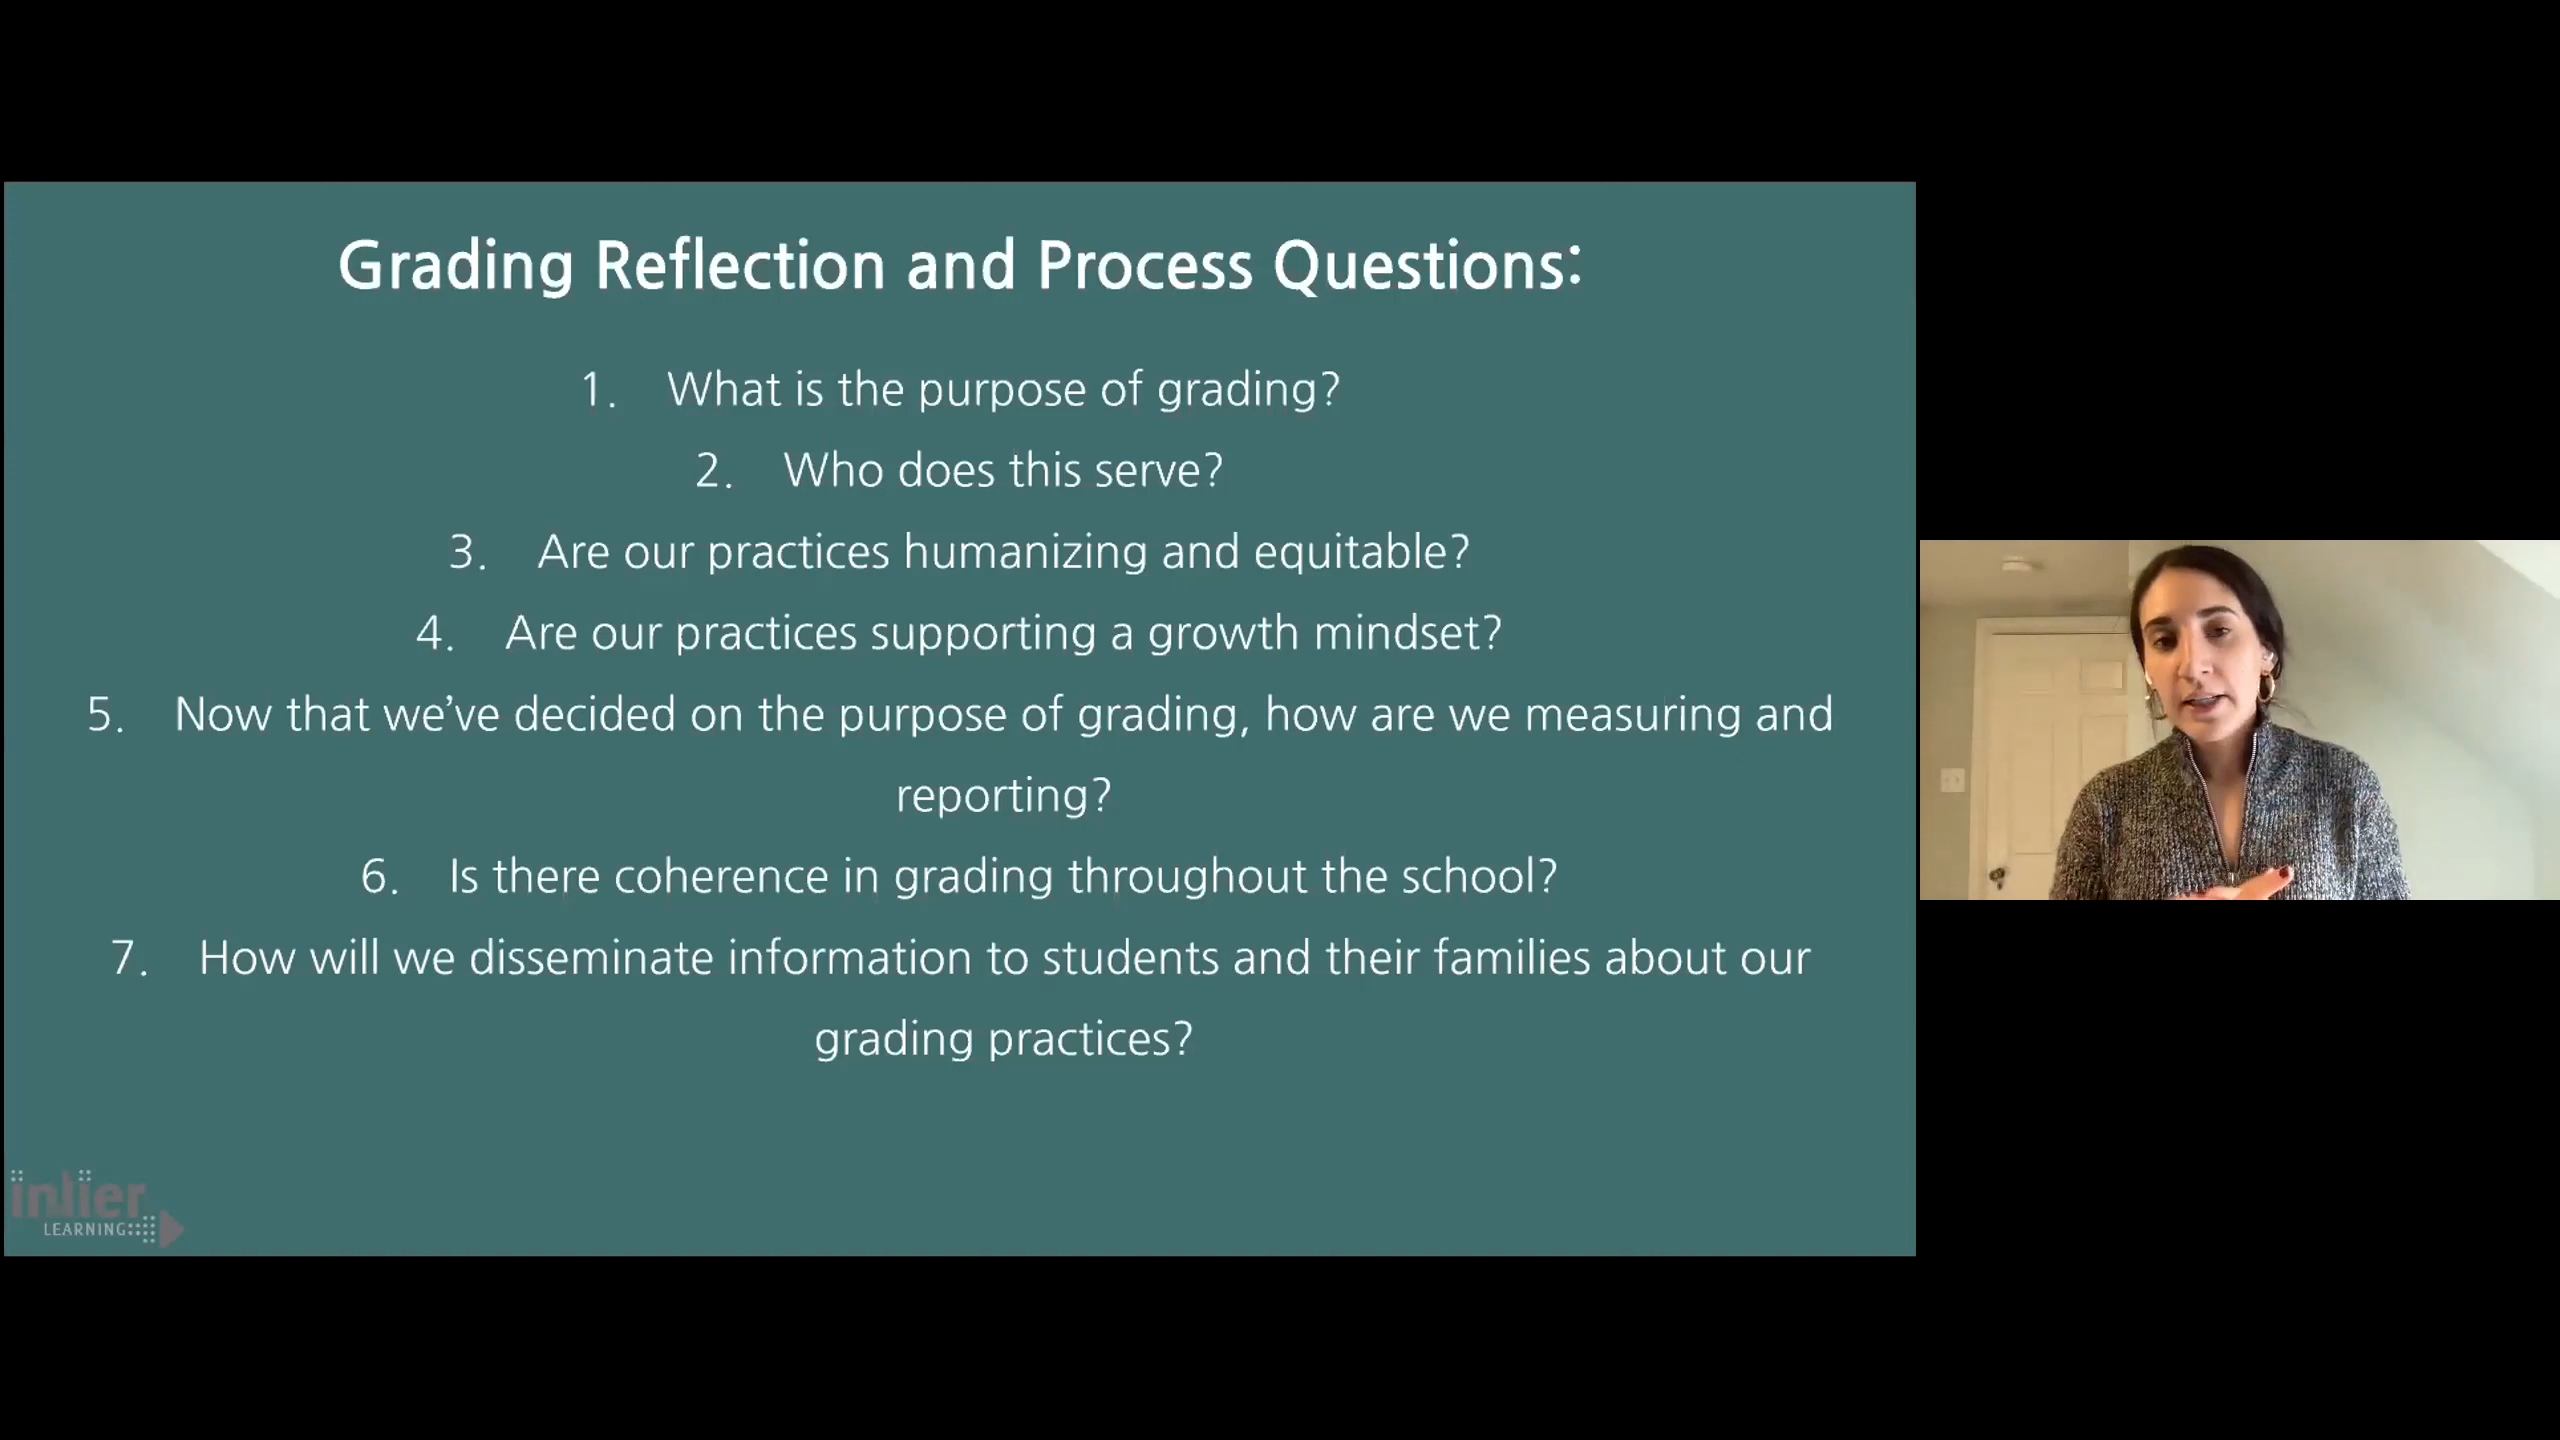 Grading Reflection and Process Questions:
1. What is the purpose of grading?
2. Who does this serve?
3. Are our practices humanizing and equitable?
4. Are our practices supporting a growth mindset?
5. Now that we’ve decided on the purpose of grading, how are we measuring and
reporting?
6. Is there coherence in grading throughout the school?
7. How will we disseminate information to students and their families about our
grading practices?
inlier
LEARNING